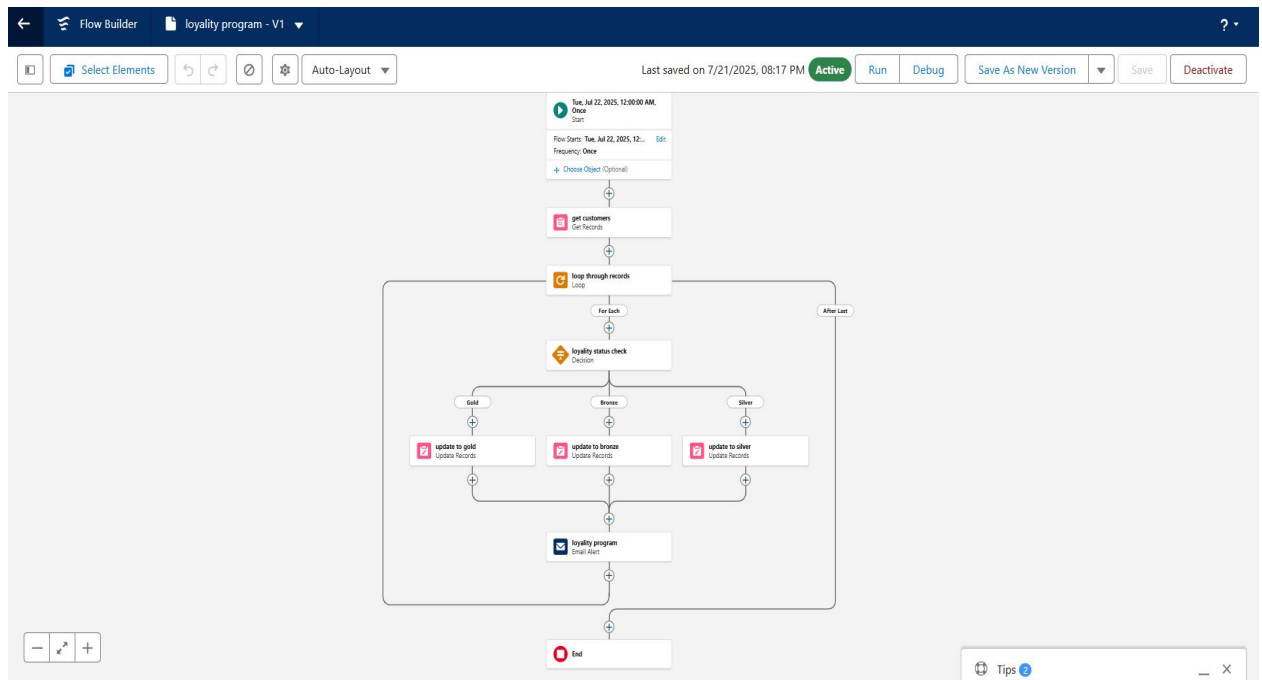 Flow Builder
loyality program - V1
? 
Select Elements
Auto-Layout
Last saved on 7/21/2025, 08:17 PM
Active
Run
Debug
Save As New Version
Save
Deactivate
Tue, Jul 22, 2025, 12:00:00 AM,
Once
Start
Flow Starts: Tue, Jul 22, 2025, 12:... Edit
Frequency: Once
+ Choose Object (Optional)
get customers
Get Records
loop through records
Loop
For Each
After Last
loyality status check
Decision
Gold
Bronze
Silver
update to gold
Update Records
update to bronze
Update Records
update to silver
Update Records
loyality program
Email Alert
End
Tips 2